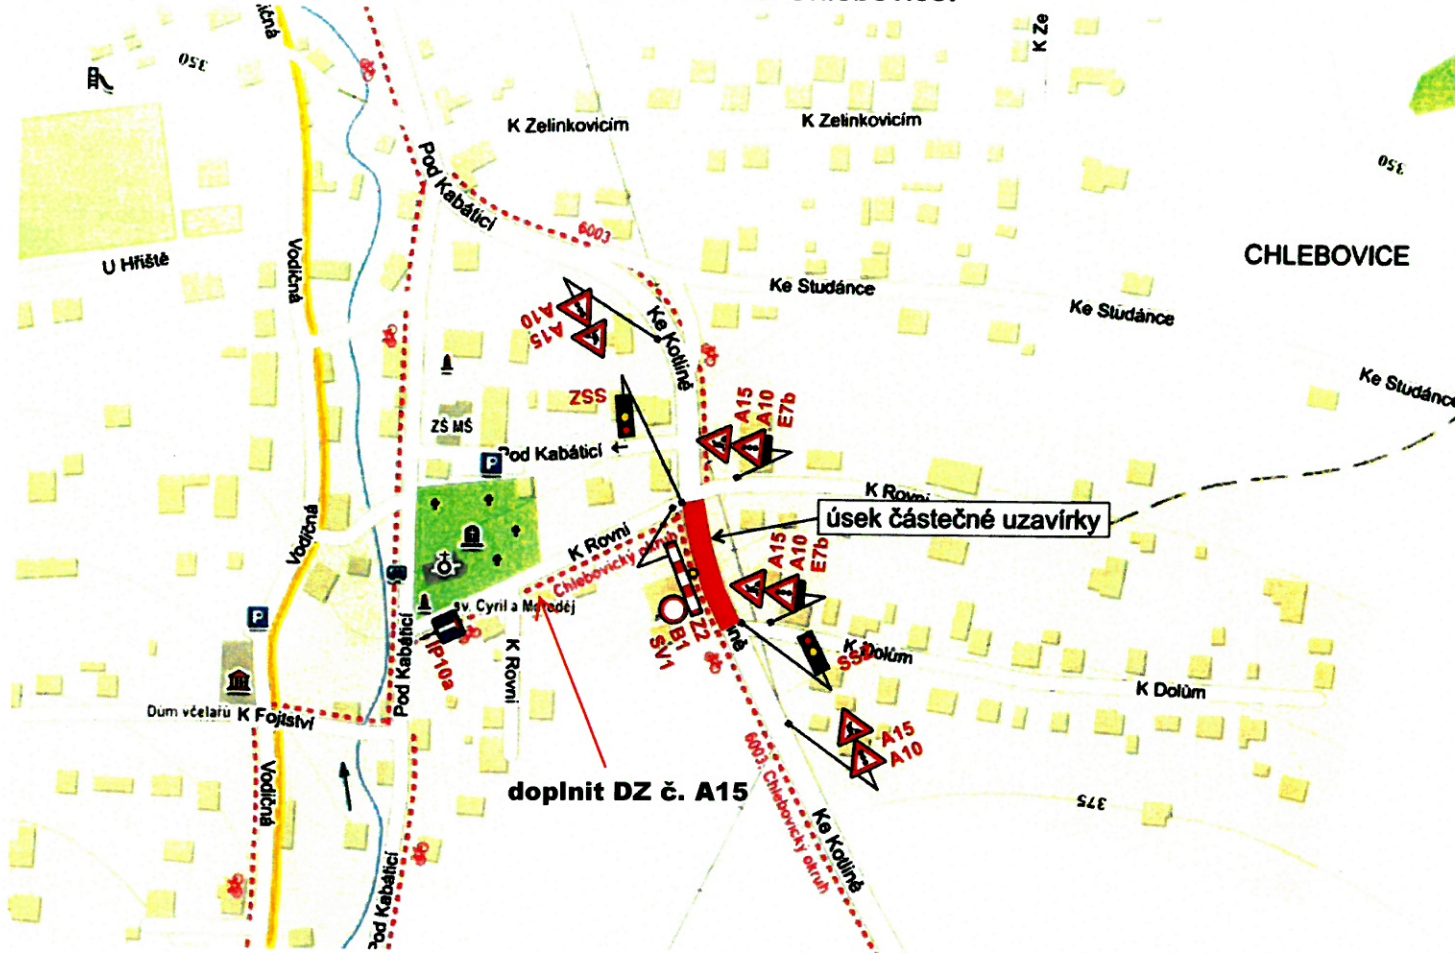 K Ze
350
K Zelinkovicím
K Zelinkovicím
350
Pod Kabáticí
6003
CHLEBOVICE
U Hřiště
Vodičná
Ke Studánce
Ke Studánce
A10
A15
Ke Kotlině
Ke Studánce
SSZ
A15
A10
E7b
ZŠ MŠ
P
Pod Kabáticí
K Rovni
úsek částečné uzavírky
Vodičná
K Rovni
Chlebovický okruh
A15
A10
E7b
P
sv. Cyril a Metoděj
Z2
B1
SV1
IP10a
K Rovni
SSZ
K Dolům
K Dolům
Pod Kabáticí
Dům včelařů
K Fojtství
A15
A10
Vodičná
doplnit DZ č. A15
6003, Chlebovický okruh
Ke Kotlině
375
Pod Kabáticí